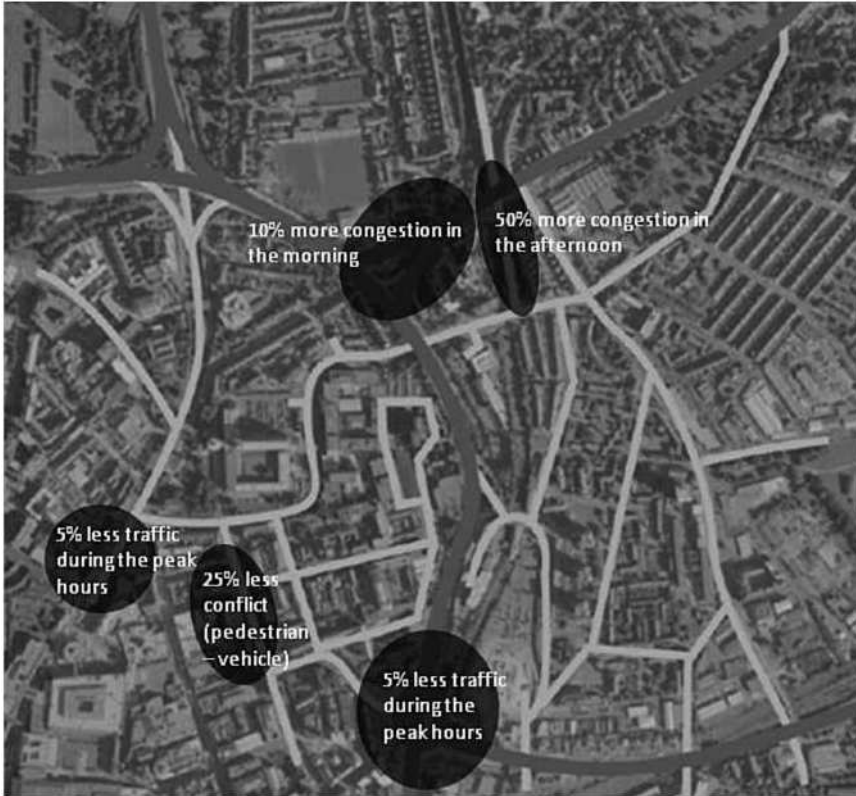 10% more congestion in
the morning
50% more congestion in
the afternoon
5% less traffic
during the peak
hours
25% less
conflict
(pedestrian
–vehicle)
5% less traffic
during the
peak hours